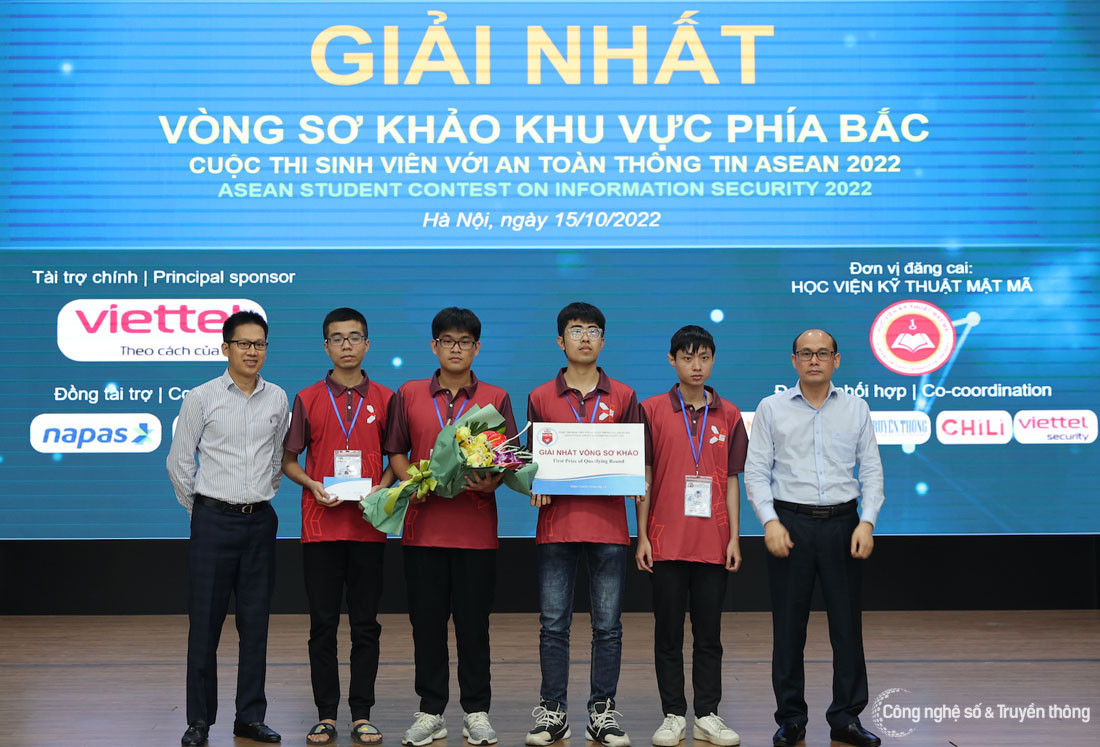 GIẢI NHẤT
VÒNG SƠ KHẢO KHU VỰC PHÍA BẮC
CUỘC THI SINH VIÊN VỚI AN TOÀN THÔNG TIN ASEAN 2022
ASEAN STUDENT CONTEST ON INFORMATION SECURITY 2022
Hà Nội, ngày 15/10/2022
Tài trợ chính | Principal sponsor
viettel
Theo cách của
Đồng tài trợ |
napas
Đơn vị đăng cai:
HỌC VIỆN KỸ THUẬT MẬT MÃ
hối hợp | Co-coordination
TRUYỀN THÔNG
CHiLi
viettel
security
GIẢI NHẤT VÒNG SƠ KHẢO
First Prize of Qualifying Round
Công nghệ số & Truyền thông